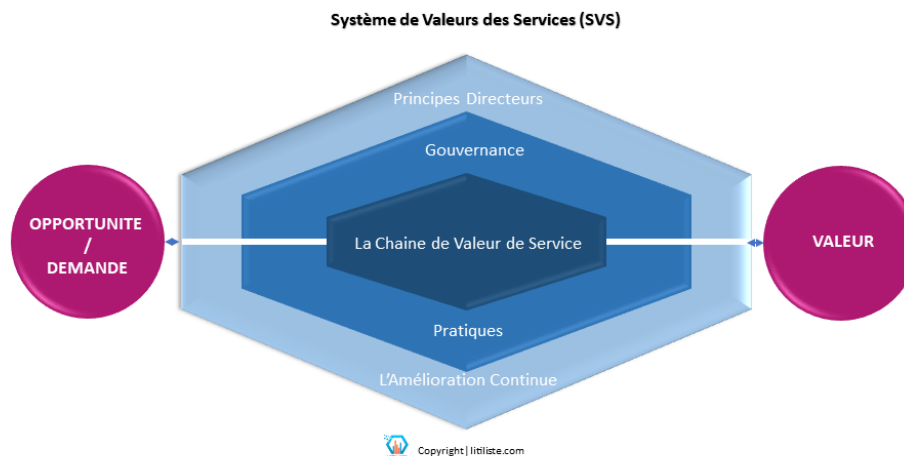 Système de Valeurs des Services (SVS)
Principes Directeurs
Gouvernance
OPPORTUNITE
/
DEMANDE
La Chaine de Valeur de Service
VALEUR
Pratiques
L'Amélioration Continue
Copyright | litiliste.com